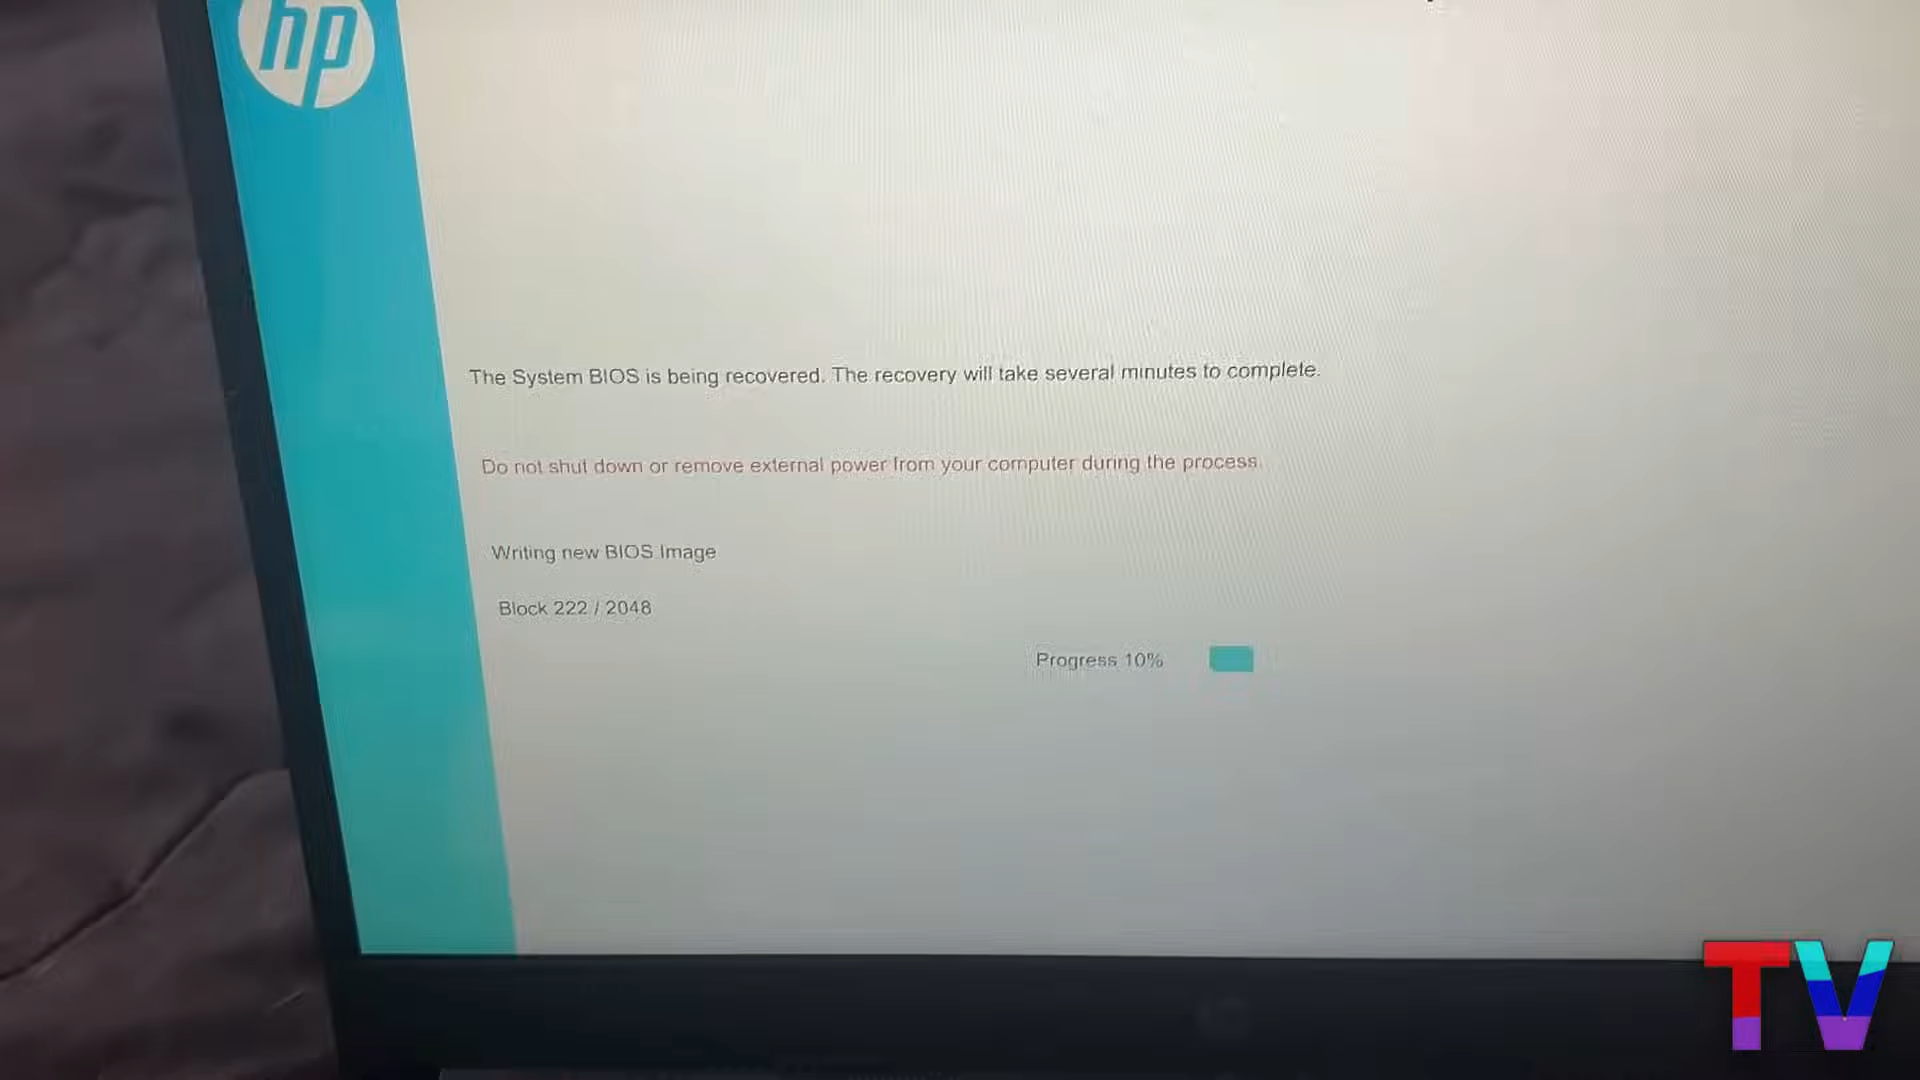 hp
The System BIOS is being recovered. The recovery will take several minutes to complete.
Do not shut down or remove external power from your computer during the process.
Writing new BIOS Image
Block 222 / 2048
Progress 10%
TV